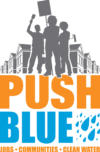 PUSH
BLUE
JOBS • COMMUNITIES • CLEAN WATER